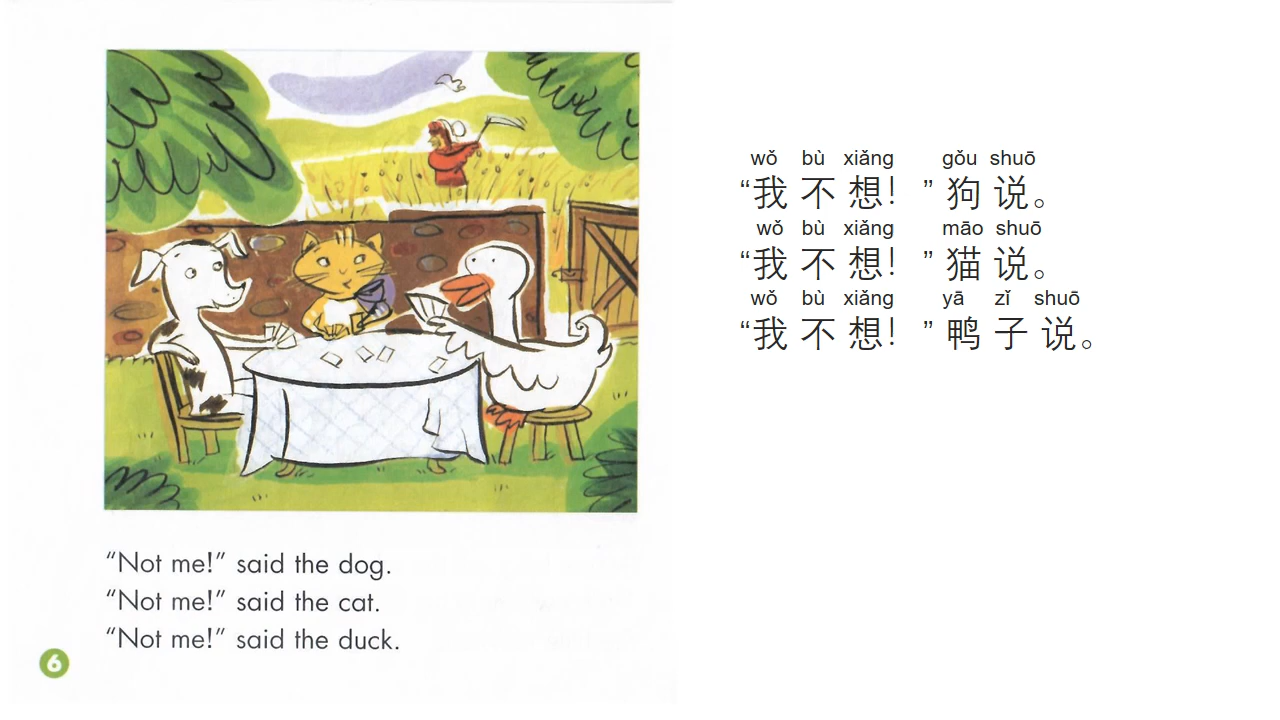 “Not me!” said the dog.
“Not me!” said the cat.
“Not me!” said the duck.
6
wǒ bù xiǎng gǒu shuō
“我 不 想！ ” 狗 说。
wǒ bù xiǎng māo shuō
“我 不 想！ ” 猫 说。
wǒ bù xiǎng yā zǐ shuō
“我 不 想！ ” 鸭 子 说。